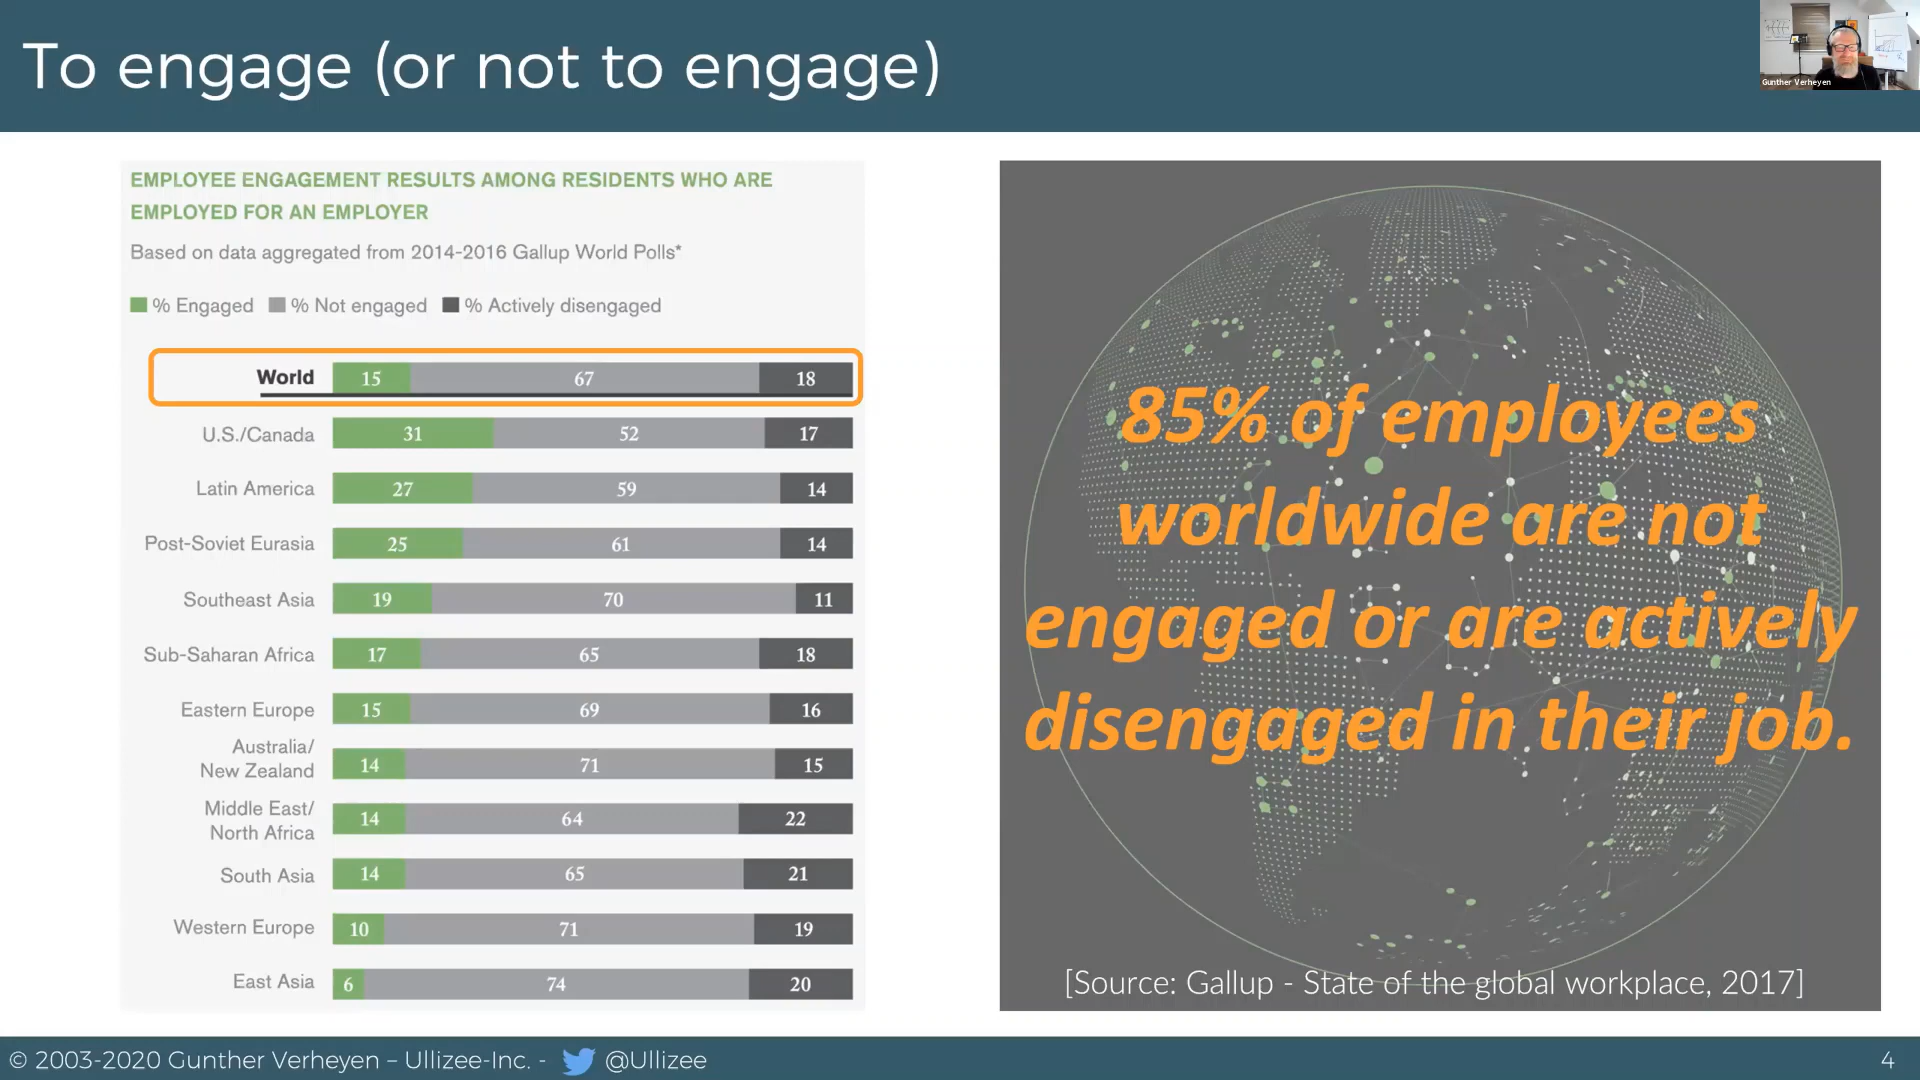 To engage (or not to engage)
Gunther Verheyen
EMPLOYEE ENGAGEMENT RESULTS AMONG RESIDENTS WHO ARE
EMPLOYED FOR AN EMPLOYER
Based on data aggregated from 2014-2016 Gallup World Polls*
% Engaged % Not engaged % Actively disengaged
World 15 67 18
U.S./Canada 31 52 17
Latin America 27 59 14
Post-Soviet Eurasia 25 61 14
Southeast Asia 19 70 11
Sub-Saharan Africa 17 65 18
Eastern Europe 15 69 16
Australia/
New Zealand 14 71 15
Middle East/
North Africa 14 64 22
South Asia 14 65 21
Western Europe 10 71 19
East Asia 6 74 20
85% of employees
worldwide are not
engaged or are actively
disengaged in their job.
[Source: Gallup - State of the global workplace, 2017]
© 2003-2020 Gunther Verheyen – Ullizee-Inc. - @Ullizee
4